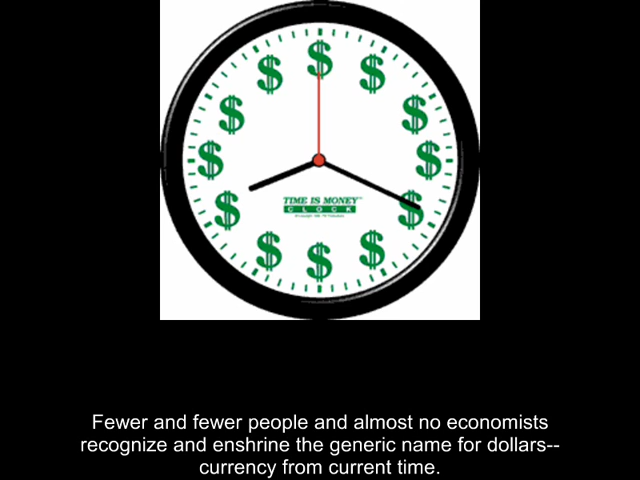 $
$ $
$ $
$ $
TIME IS MONEY™
CLOCK
$ $
$ $
$
Fewer and fewer people and almost no economists
recognize and enshrine the generic name for dollars--
currency from current time.